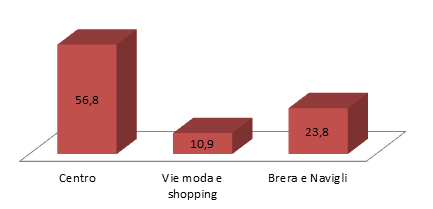 56,8
10,9
23,8
Centro
Vie moda e
shopping
Brera e Navigli